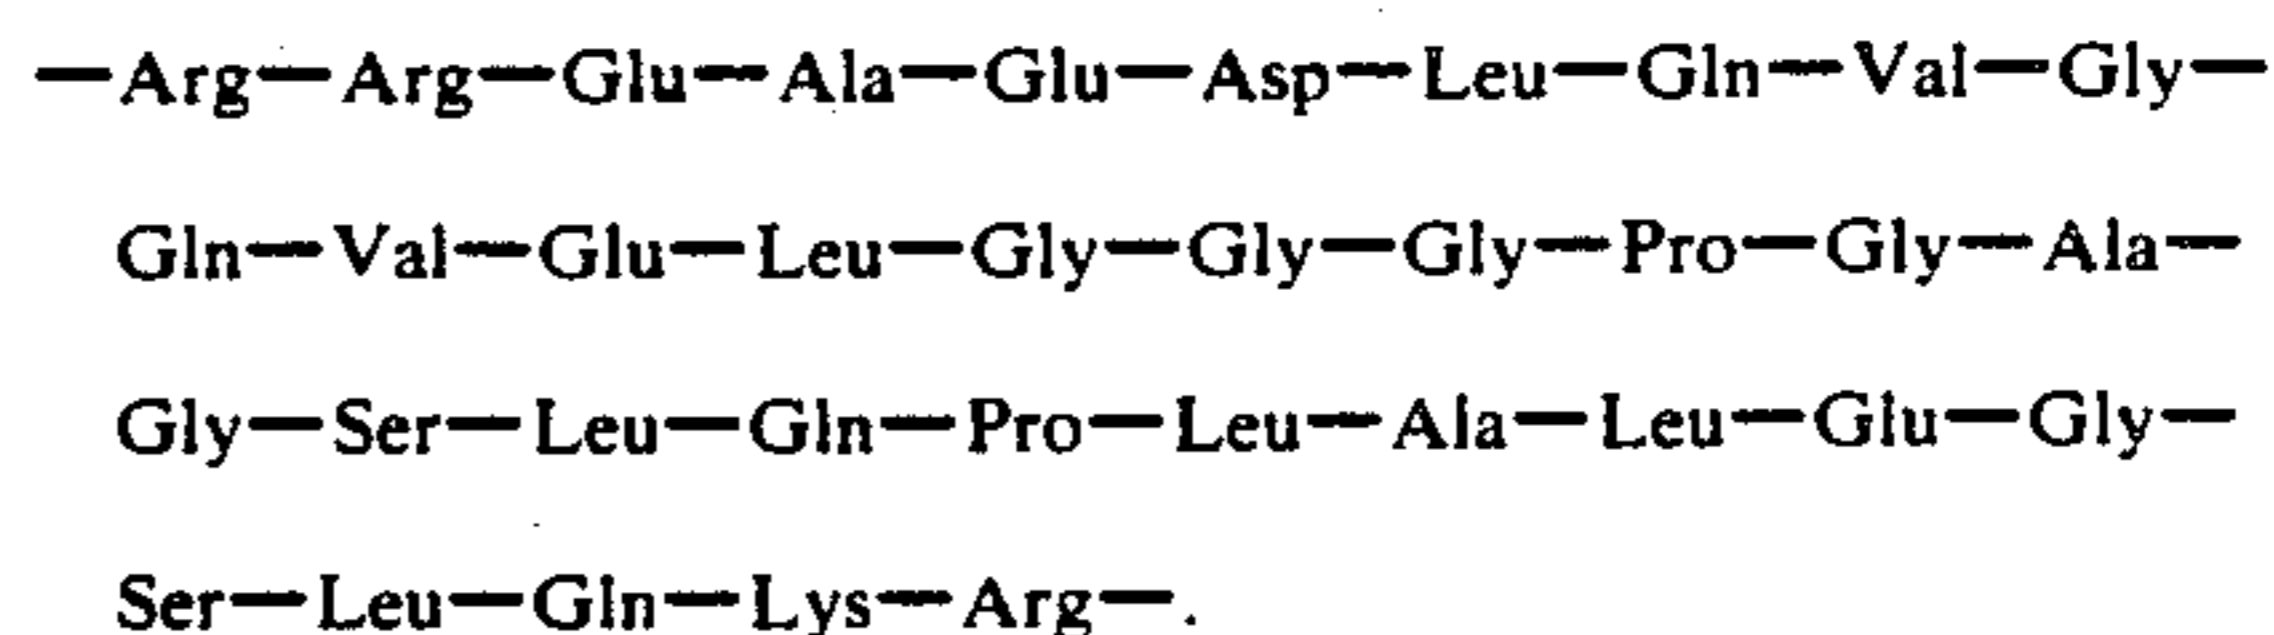 —Arg—Arg—Glu—Ala—Glu—Asp—Leu—Gln—Val—Gly—
Gln—Val—Glu—Leu—Gly—Gly—Gly—Pro—Gly—Ala—
Gly—Ser—Leu—Gln—Pro—Leu—Ala—Leu—Glu—Gly—
Ser—Leu—Gln—Lys—Arg—.